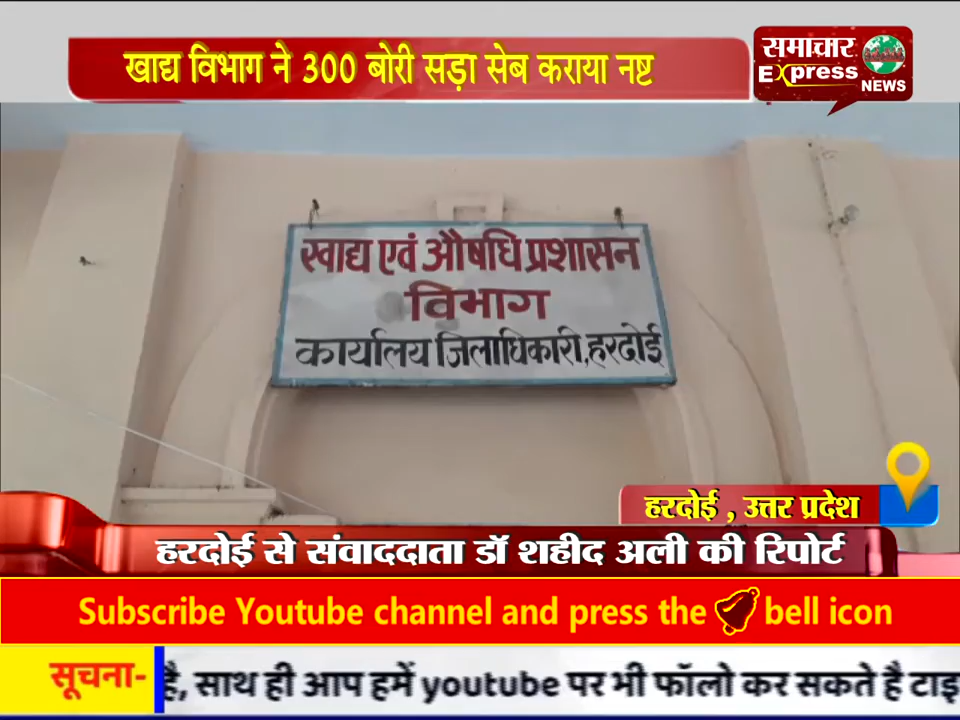 खाद्य विभाग ने 300 बोरी सड़ा सेब कराया नष्ट
समाचार
Express
NEWS
खाद्य एवं औषधि प्रशासन
विभाग
कार्यालय जिलाधिकारी, हरदोई
हरदोई , उत्तर प्रदेश
हरदोई से संवाददाता डॉ शहीद अली की रिपोर्ट
Subscribe Youtube channel and press the bell icon
सूचना- है, साथ ही आप हमें youtube पर भी फॉलो कर सकते है टाइ